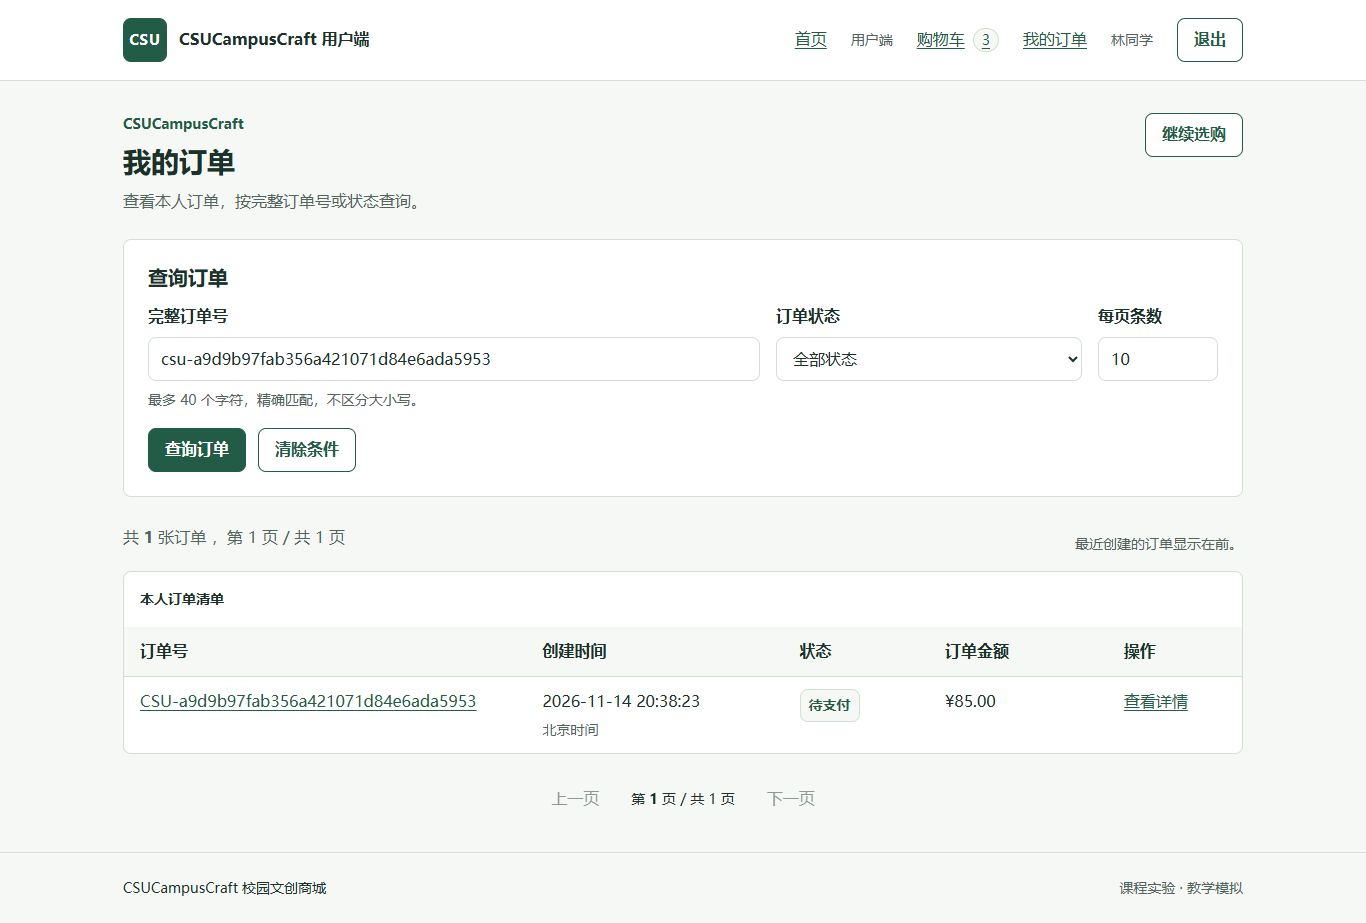 CSU CSUCampusCraft 用户端 首页 用户端 购物车 3 我的订单 林同学 退出
CSUCampusCraft
继续选购
我的订单
查看本人订单，按完整订单号或状态查询。
查询订单
完整订单号 订单状态 每页条数
csu-a9d9b97fab356a421071d84e6ada5953 全部状态 10
最多 40 个字符，精确匹配，不区分大小写。
查询订单 清除条件
共 1 张订单 ，第 1 页 / 共 1 页
最近创建的订单显示在前。
本人订单清单
订单号 创建时间 状态 订单金额 操作
CSU-a9d9b97fab356a421071d84e6ada5953 2026-11-14 20:38:23 待支付 ¥85.00 查看详情
北京时间
上一页 第 1 页 / 共 1 页 下一页
CSUCampusCraft 校园文创商城 课程实验 · 教学模拟